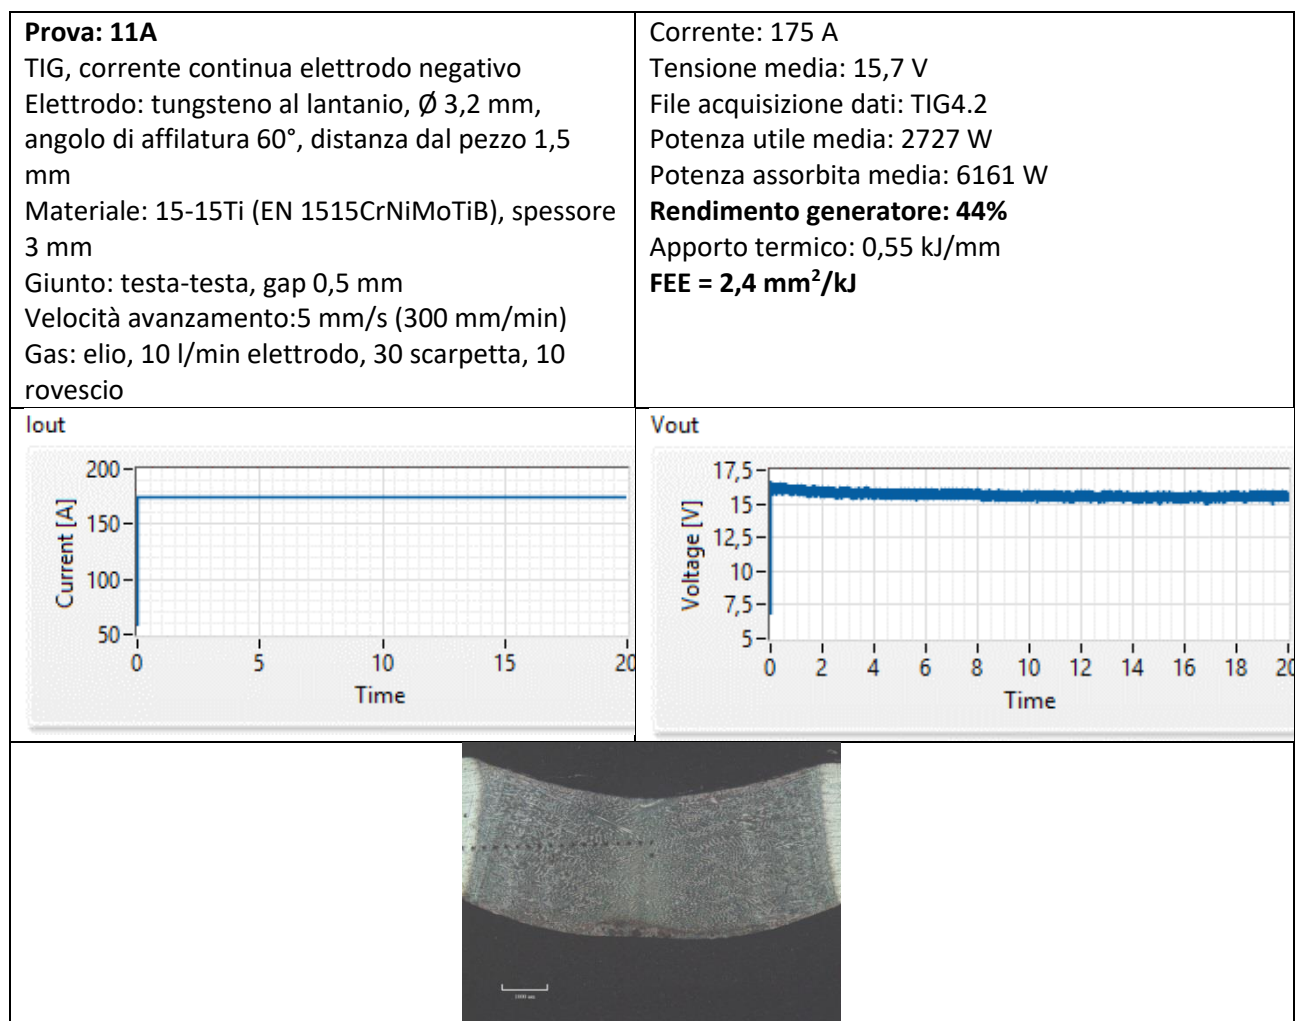 Prova: 11A
TIG, corrente continua elettrodo negativo
Elettrodo: tungsteno al lantanio, Ø 3,2 mm,
angolo di affilatura 60°, distanza dal pezzo 1,5
mm
Materiale: 15-15Ti (EN 1515CrNiMoTiB), spessore
3 mm
Giunto: testa-testa, gap 0,5 mm
Velocità avanzamento:5 mm/s (300 mm/min)
Gas: elio, 10 l/min elettrodo, 30 scarpetta, 10
rovescio
Corrente: 175 A
Tensione media: 15,7 V
File acquisizione dati: TIG4.2
Potenza utile media: 2727 W
Potenza assorbita media: 6161 W
Rendimento generatore: 44%
Apporto termico: 0,55 kJ/mm
FEE = 2,4 mm²/kJ
Iout
Current [A]
200
150
100
50
0 5 10 15 20
Time
Vout
Voltage [V]
17,5
15
12,5
10
7,5
5
0 2 4 6 8 10 12 14 16 18 20
Time